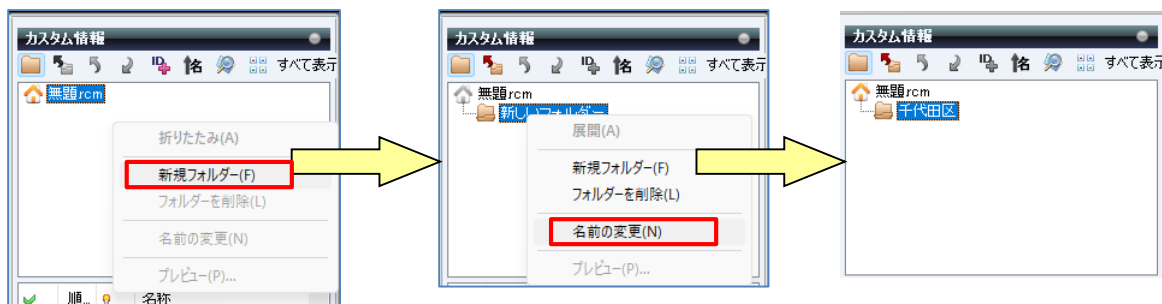 カスタム情報
すべて表示
無題rcm
折りたたみ(A)
新規フォルダー(F)
フォルダーを削除(L)
名前の変更(N)
プレビュー(P)...
順...
名称
カスタム情報
すべて表示
無題rcm
新しいフォルダー
展開(A)
新規フォルダー(F)
フォルダーを削除(L)
名前の変更(N)
プレビュー(P)...
カスタム情報
すべて表示
無題rcm
千代田区